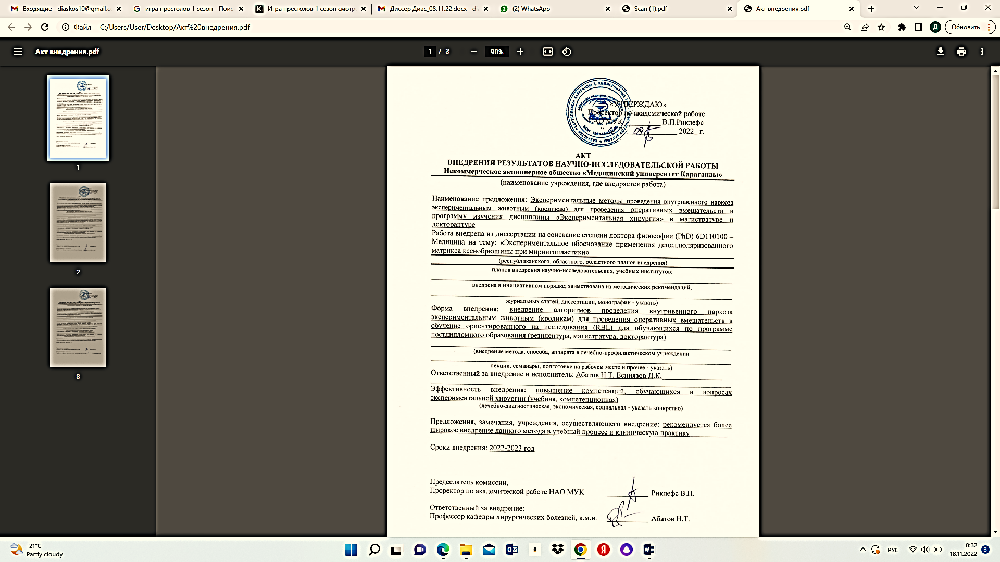 Входящие - diaskos10@gmail.c
игра престолов 1 сезон - Поис
Игра престолов 1 сезон смотр
Диссер Диас_08.11.22.docx - di
(2) WhatsApp
Scan (1).pdf
Акт внедрения.pdf
Файл
C:/Users/User/Desktop/Акт%20внедрения.pdf
Д
Обновить
Акт внедрения.pdf
1 / 3
90%
1
2
3
«УТВЕРЖДАЮ»
Проректор по академической работе
НАО МУК В.П.Риклефс
09 2022_ г.
АКТ
ВНЕДРЕНИЯ РЕЗУЛЬТАТОВ НАУЧНО-ИССЛЕДОВАТЕЛЬСКОЙ РАБОТЫ
Некоммерческое акционерное общество «Медицинский университет Караганды»
(наименование учреждения, где внедряется работа)
Наименование предложения: Экспериментальные методы проведения внутривенного наркоза
экспериментальным животным (кроликам) для проведения оперативных вмешательств в
программу изучения дисциплины «Экспериментальная хирургия» в магистратуре и
докторантуре
Работа внедрена из диссертации на соискание степени доктора философии (PhD) 6D110100 –
Медицина на тему: «Экспериментальное обоснование применения децеллюляризованного
матрикса ксенобрюшины при мирингопластики»
(республиканского, областного, областного планов внедрения)
планов внедрения научно-исследовательских, учебных институтов:
внедрена в инициативном порядке; заимствована из методических рекомендаций,
журнальных статей, диссертации, монографии - указать)
Форма внедрения: внедрение алгоритмов проведения внутривенного наркоза
экспериментальным животным (кроликам) для проведения оперативных вмешательств в
обучение ориентированного на исследования (RBL) для обучающихся по программе
постдипломного образования (резидентура, магистратура, докторантура)
(внедрение метода, способа, аппарата в лечебно-профилактическом учреждении
лекции, семинары, подготовке на рабочем месте и прочее - указать)
Ответственный за внедрение и исполнитель: Абатов Н.Т. Есниязов Д.К.
Эффективность внедрения: повышение компетенций, обучающихся в вопросах
экспериментальной хирургии (учебная, компетенционная)
(лечебно-диагностическая, экономическая, социальная - указать конкретно)
Предложения, замечания, учреждения, осуществляющего внедрение: рекомендуется более
широкое внедрение данного метода в учебный процесс и клиническую практику
Сроки внедрения: 2022-2023 год
Председатель комиссии,
Проректор по академической работе НАО МУК Риклефс В.П.
Ответственный за внедрение:
Профессор кафедры хирургических болезней, к.м.н. Абатов Н.Т.
-21°C
Partly cloudy
РУС
8:32
18.11.2022
3